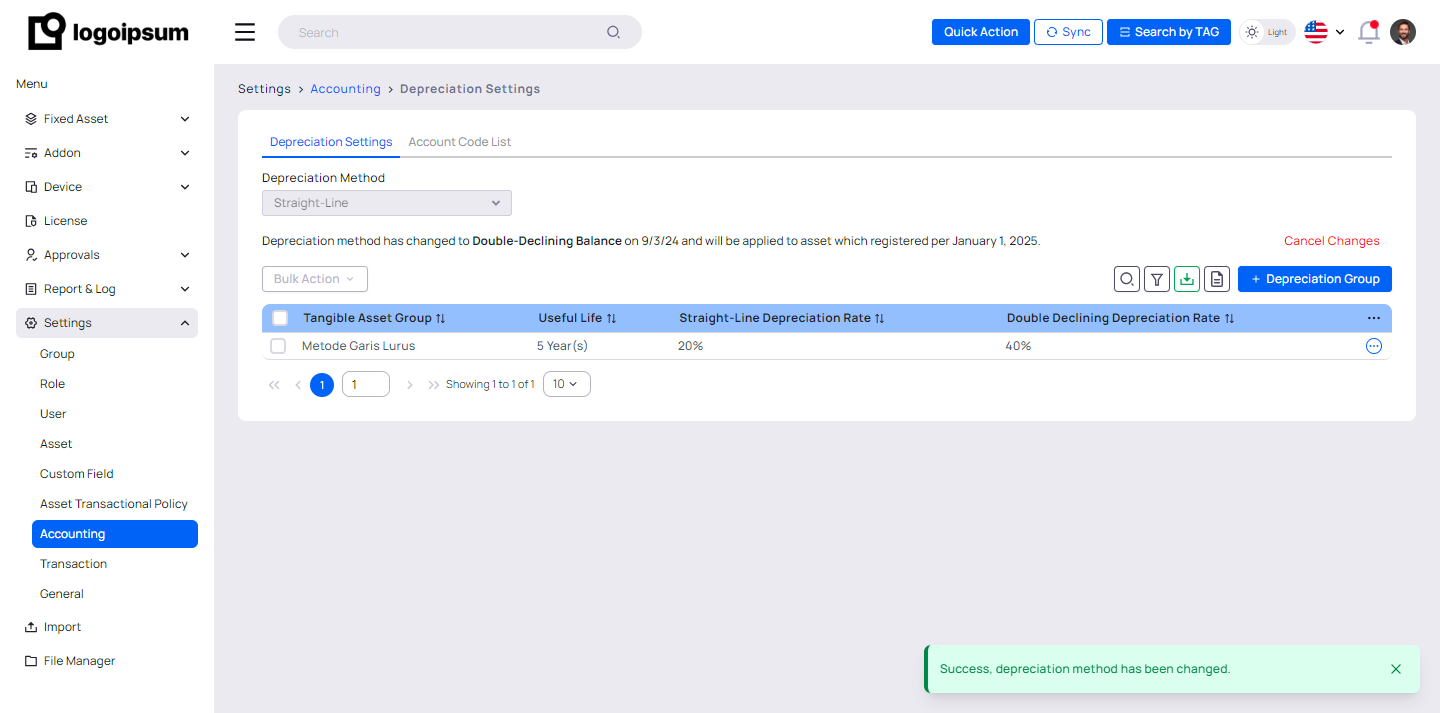 logoipsum
Search
Quick Action
Sync
Search by TAG
Light
Menu
Fixed Asset
Addon
Device
License
Approvals
Report & Log
Settings
Group
Role
User
Asset
Custom Field
Asset Transactional Policy
Accounting
Transaction
General
Import
File Manager
Settings > Accounting > Depreciation Settings
Depreciation Settings Account Code List
Depreciation Method
Straight-Line
Depreciation method has changed to Double-Declining Balance on 9/3/24 and will be applied to asset which registered per January 1, 2025.
Cancel Changes
Bulk Action
+ Depreciation Group
Tangible Asset Group Useful Life Straight-Line Depreciation Rate Double Declining Depreciation Rate
Metode Garis Lurus 5 Year(s) 20% 40%
1 1 Showing 1 to 1 of 1 10
Success, depreciation method has been changed.